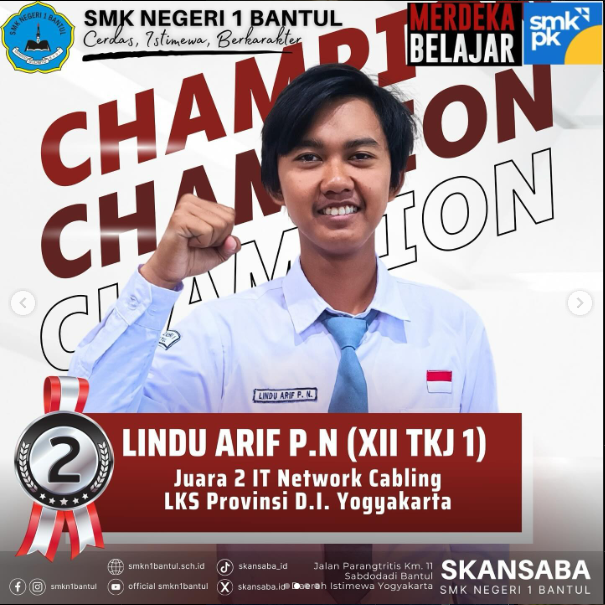 SMK NEGERI 1 BANTUL
Cerdas, Istimewa, Berkarakter
MERDEKA
BELAJAR
smk
pk
CHAMPION
CHAMPION
LINDU ARIF P. N.
2
LINDU ARIF P.N (XII TKJ 1)
Juara 2 IT Network Cabling
LKS Provinsi D.I. Yogyakarta
smkn1bantul.sch.id
skansaba_id
smkn1bantul
official smkn1bantul
skansaba.id
Jalan Parangtritis Km. 11
Sabdodadi Bantul
Istimewa Yogyakarta
SKANSABA
SMK NEGERI 1 BANTUL